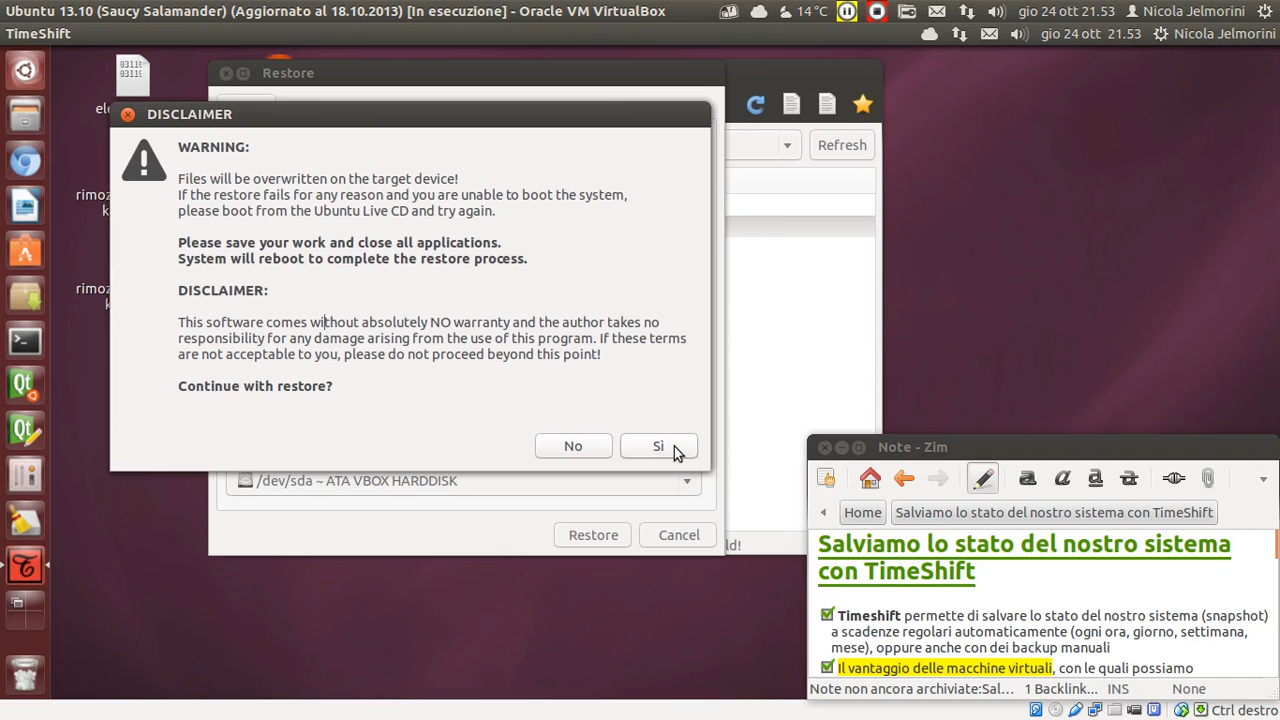 Ubuntu 13.10 (Saucy Salamander) (Aggiornato al 18.10.2013) [In esecuzione] - Oracle VM VirtualBox
14 °C
gio 24 ott 21.53
Nicola Jelmorini
TimeShift
gio 24 ott 21.53
Nicola Jelmorini
03110
03111
Restore
ele
DISCLAIMER
WARNING:
Refresh
Files will be overwritten on the target device!
If the restore fails for any reason and you are unable to boot the system,
please boot from the Ubuntu Live CD and try again.
rimoz
k
Please save your work and close all applications.
System will reboot to complete the restore process.
DISCLAIMER:
rimoz
k
This software comes without absolutely NO warranty and the author takes no
responsibility for any damage arising from the use of this program. If these terms
are not acceptable to you, please do not proceed beyond this point!
Continue with restore?
No
Sì
/dev/sda ~ ATA VBOX HARDDISK
Restore
Cancel
ld!
Note - Zim
Home
Salviamo lo stato del nostro sistema con TimeShift
Salviamo lo stato del nostro sistema
con TimeShift
Timeshift permette di salvare lo stato del nostro sistema (snapshot)
a scadenze regolari automaticamente (ogni ora, giorno, settimana,
mese), oppure anche con dei backup manuali
Il vantaggio delle macchine virtuali, con le quali possiamo
Note non ancora archiviate:Sal...
1 Backlink...
INS
None
Ctrl destro